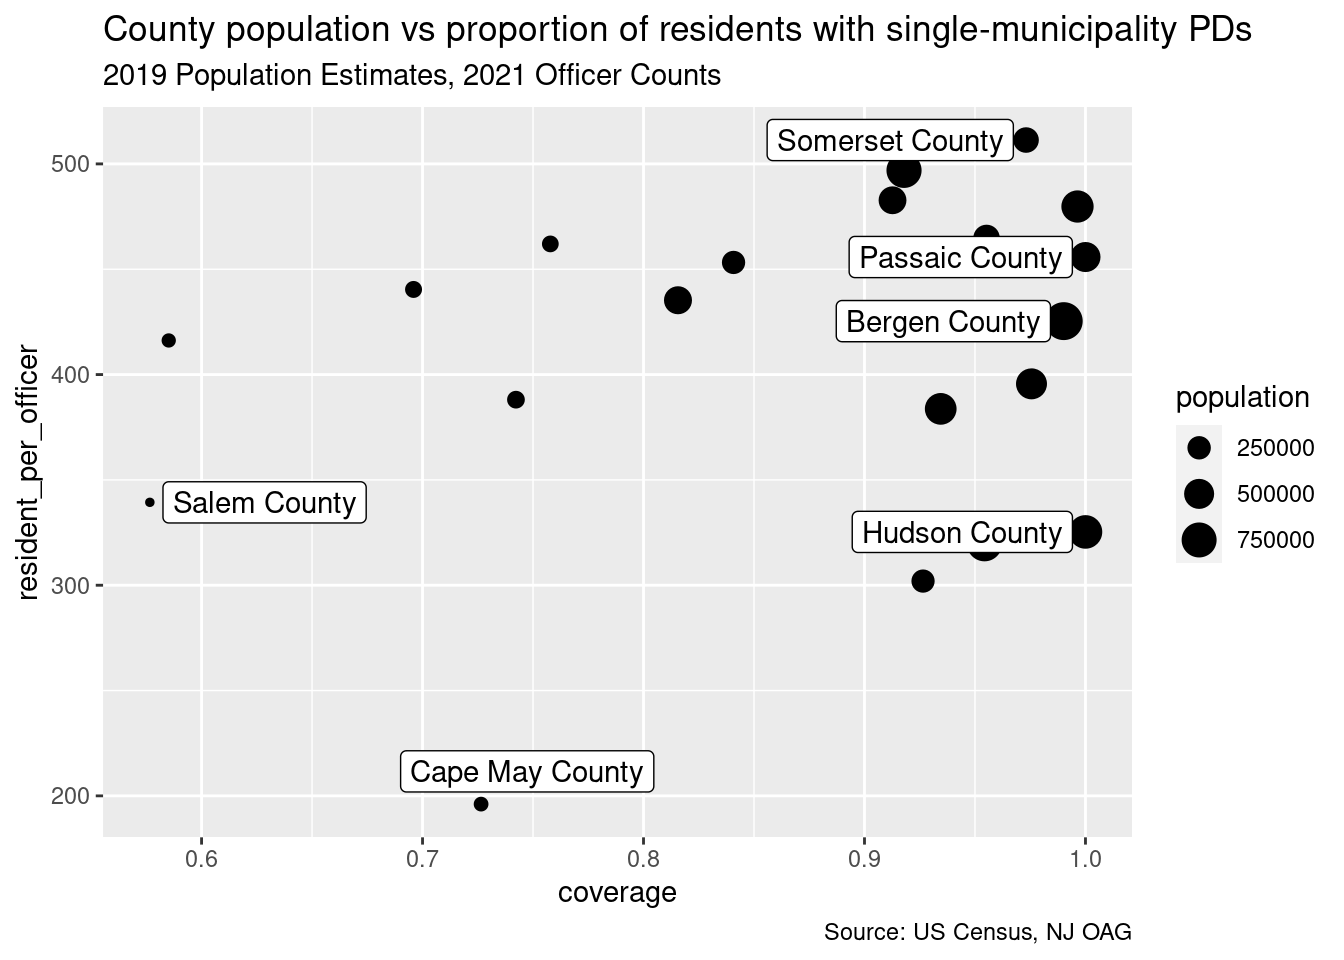 County population vs proportion of residents with single-municipality PDs
2019 Population Estimates, 2021 Officer Counts
resident_per_officer
500
400
300
200
Somerset County
Passaic County
Bergen County
Salem County
Hudson County
Cape May County
population
250000
500000
750000
0.6 0.7 0.8 0.9 1.0
coverage
Source: US Census, NJ OAG